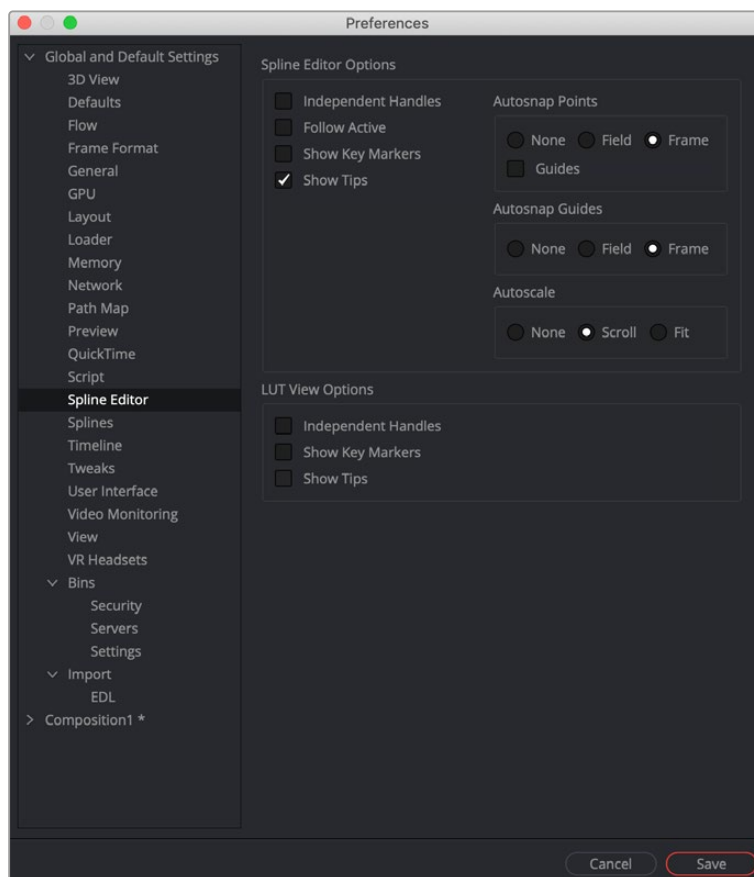 Preferences
Global and Default Settings
3D View
Defaults
Flow
Frame Format
General
GPU
Layout
Loader
Memory
Network
Path Map
Preview
QuickTime
Script
Spline Editor
Splines
Timeline
Tweaks
User Interface
Video Monitoring
View
VR Headsets
Bins
Security
Servers
Settings
Import
EDL
Composition1 *
Spline Editor Options
Independent Handles
Follow Active
Show Key Markers
Show Tips
Autosnap Points
None Field Frame
Guides
Autosnap Guides
None Field Frame
Autoscale
None Scroll Fit
LUT View Options
Independent Handles
Show Key Markers
Show Tips
Cancel Save